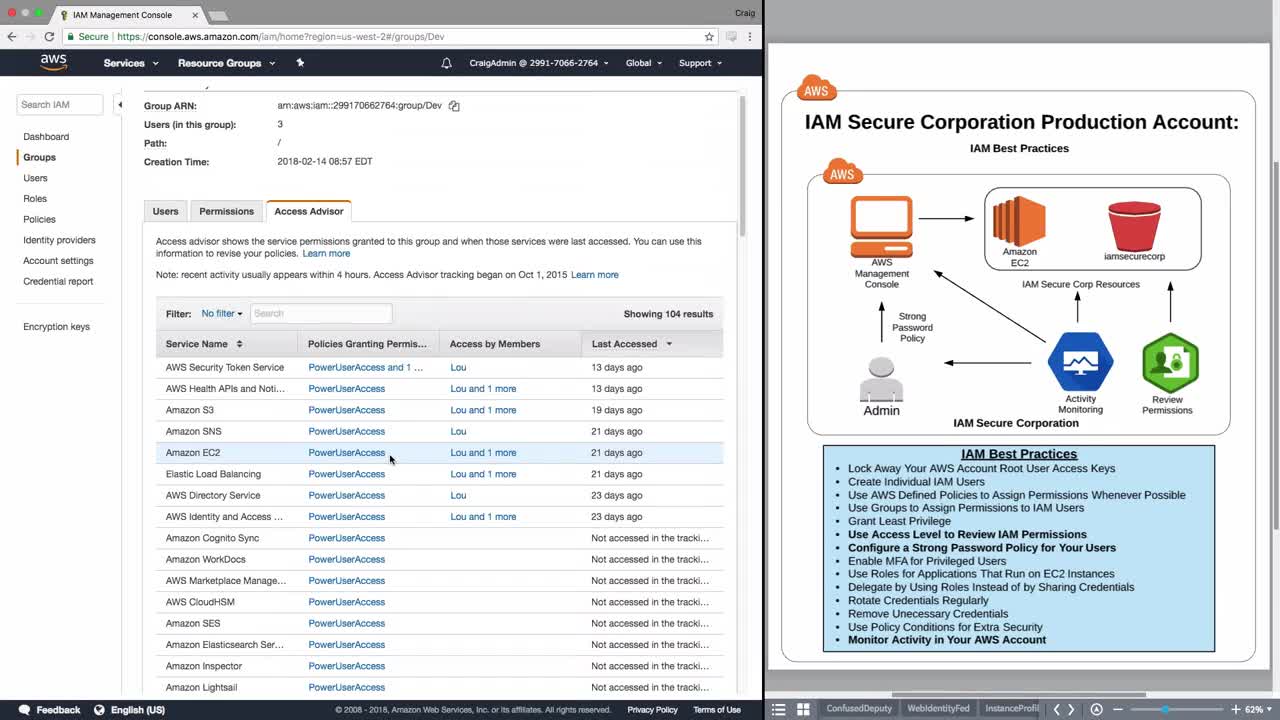 IAM Management Console
Craig
Secure
https://console.aws.amazon.com/iam/home?region=us-west-2#/groups/Dev
aws
Services
Resource Groups
CraigAdmin @ 2991-7066-2764
Global
Support
Search IAM
Dashboard
Groups
Users
Roles
Policies
Identity providers
Account settings
Credential report
Encryption keys
Group ARN: arn:aws:iam::299170662764:group/Dev
Users (in this group): 3
Path: /
Creation Time: 2018-02-14 08:57 EDT
Users Permissions Access Advisor
Access advisor shows the service permissions granted to this group and when those services were last accessed. You can use this
information to revise your policies. Learn more
Note: recent activity usually appears within 4 hours. Access Advisor tracking began on Oct 1, 2015 Learn more
Filter: No filter Search Showing 104 results
Service Name Policies Granting Permis... Access by Members Last Accessed
AWS Security Token Service PowerUserAccess and 1 ... Lou 13 days ago
AWS Health APIs and Noti... PowerUserAccess Lou and 1 more 13 days ago
Amazon S3 PowerUserAccess Lou and 1 more 19 days ago
Amazon SNS PowerUserAccess Lou 21 days ago
Amazon EC2 PowerUserAccess Lou and 1 more 21 days ago
Elastic Load Balancing PowerUserAccess Lou and 1 more 21 days ago
AWS Directory Service PowerUserAccess Lou 23 days ago
AWS Identity and Access ... PowerUserAccess Lou and 1 more 23 days ago
Amazon Cognito Sync PowerUserAccess Not accessed in the tracki...
Amazon WorkDocs PowerUserAccess Not accessed in the tracki...
AWS Marketplace Manage... PowerUserAccess Not accessed in the tracki...
AWS CloudHSM PowerUserAccess Not accessed in the tracki...
Amazon SES PowerUserAccess Not accessed in the tracki...
Amazon Elasticsearch Ser... PowerUserAccess Not accessed in the tracki...
Amazon Inspector PowerUserAccess Not accessed in the tracki...
Amazon Lightsail PowerUserAccess Not accessed in the tracki...
Feedback
English (US)
© 2008 - 2018, Amazon Web Services, Inc. or its affiliates. All rights reserved.
Privacy Policy
Terms of Use
AWS
IAM Secure Corporation Production Account:
IAM Best Practices
AWS
AWS
Management
Console
Amazon
EC2
iamsecurecorp
IAM Secure Corp Resources
Strong
Password
Policy
Admin
Activity
Monitoring
Review
Permissions
IAM Secure Corporation
IAM Best Practices
• Lock Away Your AWS Account Root User Access Keys
• Create Individual IAM Users
• Use AWS Defined Policies to Assign Permissions Whenever Possible
• Use Groups to Assign Permissions to IAM Users
• Grant Least Privilege
• Use Access Level to Review IAM Permissions
• Configure a Strong Password Policy for Your Users
• Enable MFA for Privileged Users
• Use Roles for Applications That Run on EC2 Instances
• Delegate by Using Roles Instead of by Sharing Credentials
• Rotate Credentials Regularly
• Remove Unecessary Credentials
• Use Policy Conditions for Extra Security
• Monitor Activity in Your AWS Account
ConfusedDeputy
WebIdentityFed
InstanceProfi
62%